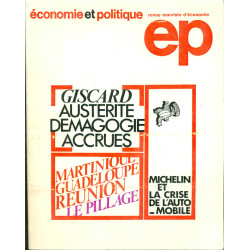 économie et politique
revue marxiste d'économie
ep
GISCARD
AUSTERITE
DEMAGOGIE
ACCRUES
MARTINIQUE
GUADELOUPE
REUNION
LE PILLAGE
MICHELIN
ET
LA CRISE
DE L'AUTO
_ MOBILE